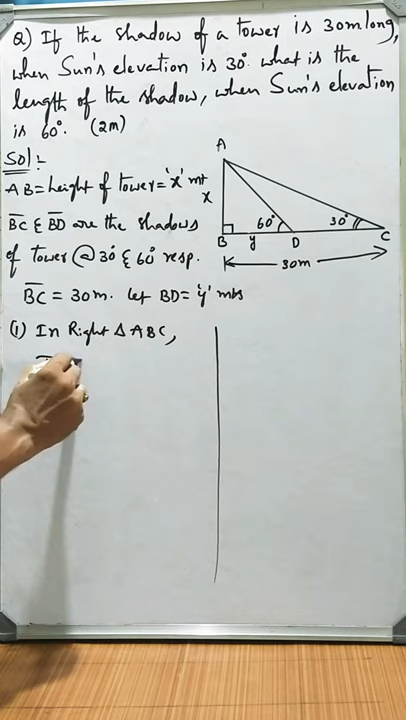 Q) If the shadow of a tower is 30m long,
when Sun's elevation is 30° what is the
length of the shadow, when Sun's elevation
is 60°. (2m)
Sol:-
AB = height of tower = 'x' mt
BC & BD are the shadows
of tower @ 30° & 60° resp.
BC = 30m. let BD = 'y' mts
(1) In Right Δ ABC,
A
x
60°
30°
B
y
D
C
30m